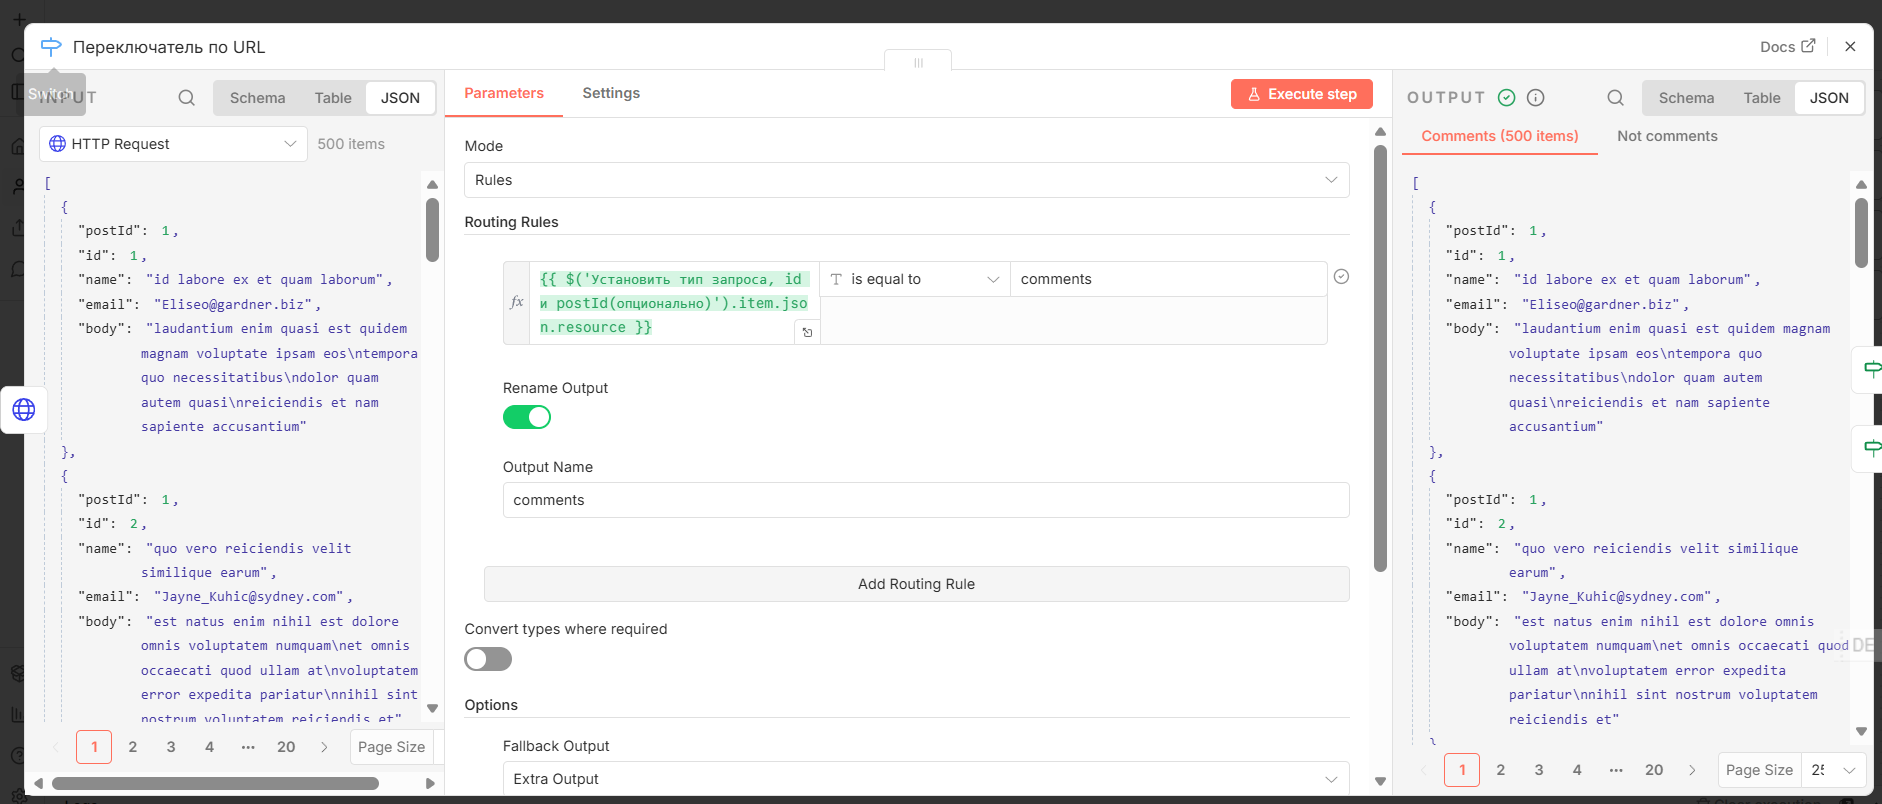 Переключатель по URL
Docs
Switch
INPUT
Schema
Table
JSON
HTTP Request
500 items
[
{
"postId": 1,
"id": 1,
"name": "id labore ex et quam laborum",
"email": "Eliseo@gardner.biz",
"body": "laudantium enim quasi est quidem
magnam voluptate ipsam eos\ntempora
quo necessitatibus\ndolor quam
autem quasi\nreiciendis et nam
sapiente accusantium"
},
{
"postId": 1,
"id": 2,
"name": "quo vero reiciendis velit
similique earum",
"email": "Jayne_Kuhic@sydney.com",
"body": "est natus enim nihil est dolore
omnis voluptatem numquam\net omnis
occaecati quod ullam at\nvoluptatem
error expedita pariatur\nnihil sint
nostrum voluptatem reiciendis et"
1
2
3
4
...
20
Page Size
Parameters
Settings
Execute step
Mode
Rules
Routing Rules
fx
{{ $('Установить тип запроса, id
и postId(опционально)').item.jso
n.resource }}
T is equal to
comments
Rename Output
Output Name
comments
Add Routing Rule
Convert types where required
Options
Fallback Output
Extra Output
OUTPUT
Schema
Table
JSON
Comments (500 items)
Not comments
[
{
"postId": 1,
"id": 1,
"name": "id labore ex et quam laborum",
"email": "Eliseo@gardner.biz",
"body": "laudantium enim quasi est quidem magnam
voluptate ipsam eos\ntempora quo
necessitatibus\ndolor quam autem
quasi\nreiciendis et nam sapiente
accusantium"
},
{
"postId": 1,
"id": 2,
"name": "quo vero reiciendis velit similique
earum",
"email": "Jayne_Kuhic@sydney.com",
"body": "est natus enim nihil est dolore omnis
voluptatem numquam\net omnis occaecati quod
ullam at\nvoluptatem error expedita
pariatur\nnihil sint nostrum voluptatem
reiciendis et"
}
1
2
3
4
...
20
Page Size
25
DE